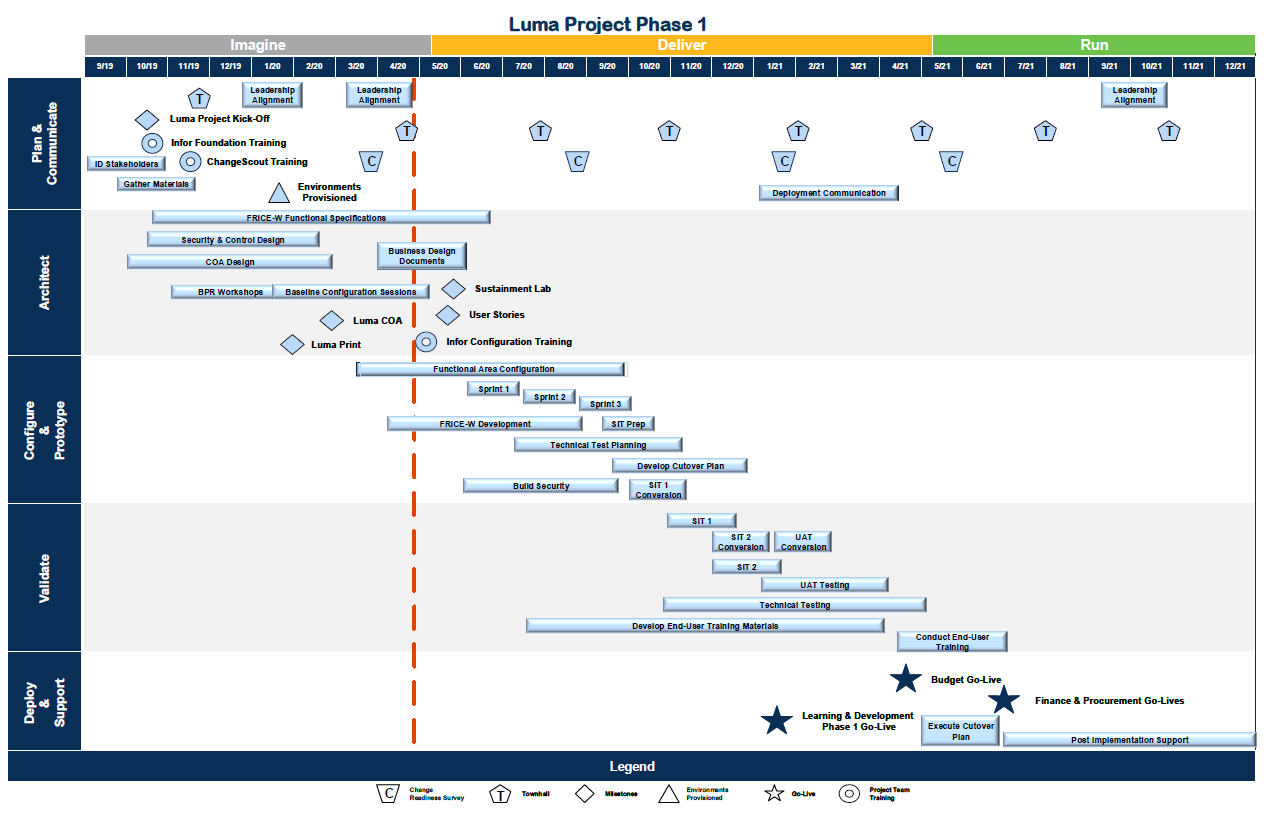 Luma Project Phase 1
Imagine
Deliver
Run
9/19 10/19 11/19 12/19 1/20 2/20 3/20 4/20 5/20 6/20 7/20 8/20 9/20 10/20 11/20 12/20 1/21 2/21 3/21 4/21 5/21 6/21 7/21 8/21 9/21 10/21 11/21 12/21
Plan &
Communicate
T
Leadership
Alignment
Leadership
Alignment
Leadership
Alignment
Luma Project Kick-Off
T T T T T T T
Infor Foundation Training
ID Stakeholders
ChangeScout Training
C C C C
Gather Materials
Environments
Provisioned
Deployment Communication
Architect
FRICE-W Functional Specifications
Security & Control Design
Business Design
Documents
COA Design
BPR Workshops
Baseline Configuration Sessions
Sustainment Lab
Luma COA
User Stories
Luma Print
Infor Configuration Training
Configure
&
Prototype
Functional Area Configuration
Sprint 1
Sprint 2
Sprint 3
FRICE-W Development
SIT Prep
Technical Test Planning
Develop Cutover Plan
Build Security
SIT 1
Conversion
Validate
SIT 1
SIT 2
Conversion
UAT
Conversion
SIT 2
UAT Testing
Technical Testing
Develop End-User Training Materials
Conduct End-User
Training
Deploy
&
Support
Budget Go-Live
Finance & Procurement Go-Lives
Learning & Development
Phase 1 Go-Live
Execute Cutover
Plan
Post Implementation Support
Legend
C
Change
Readiness Survey
T
Townhall
Milestones
Environments
Provisioned
Go-Live
Project Team
Training